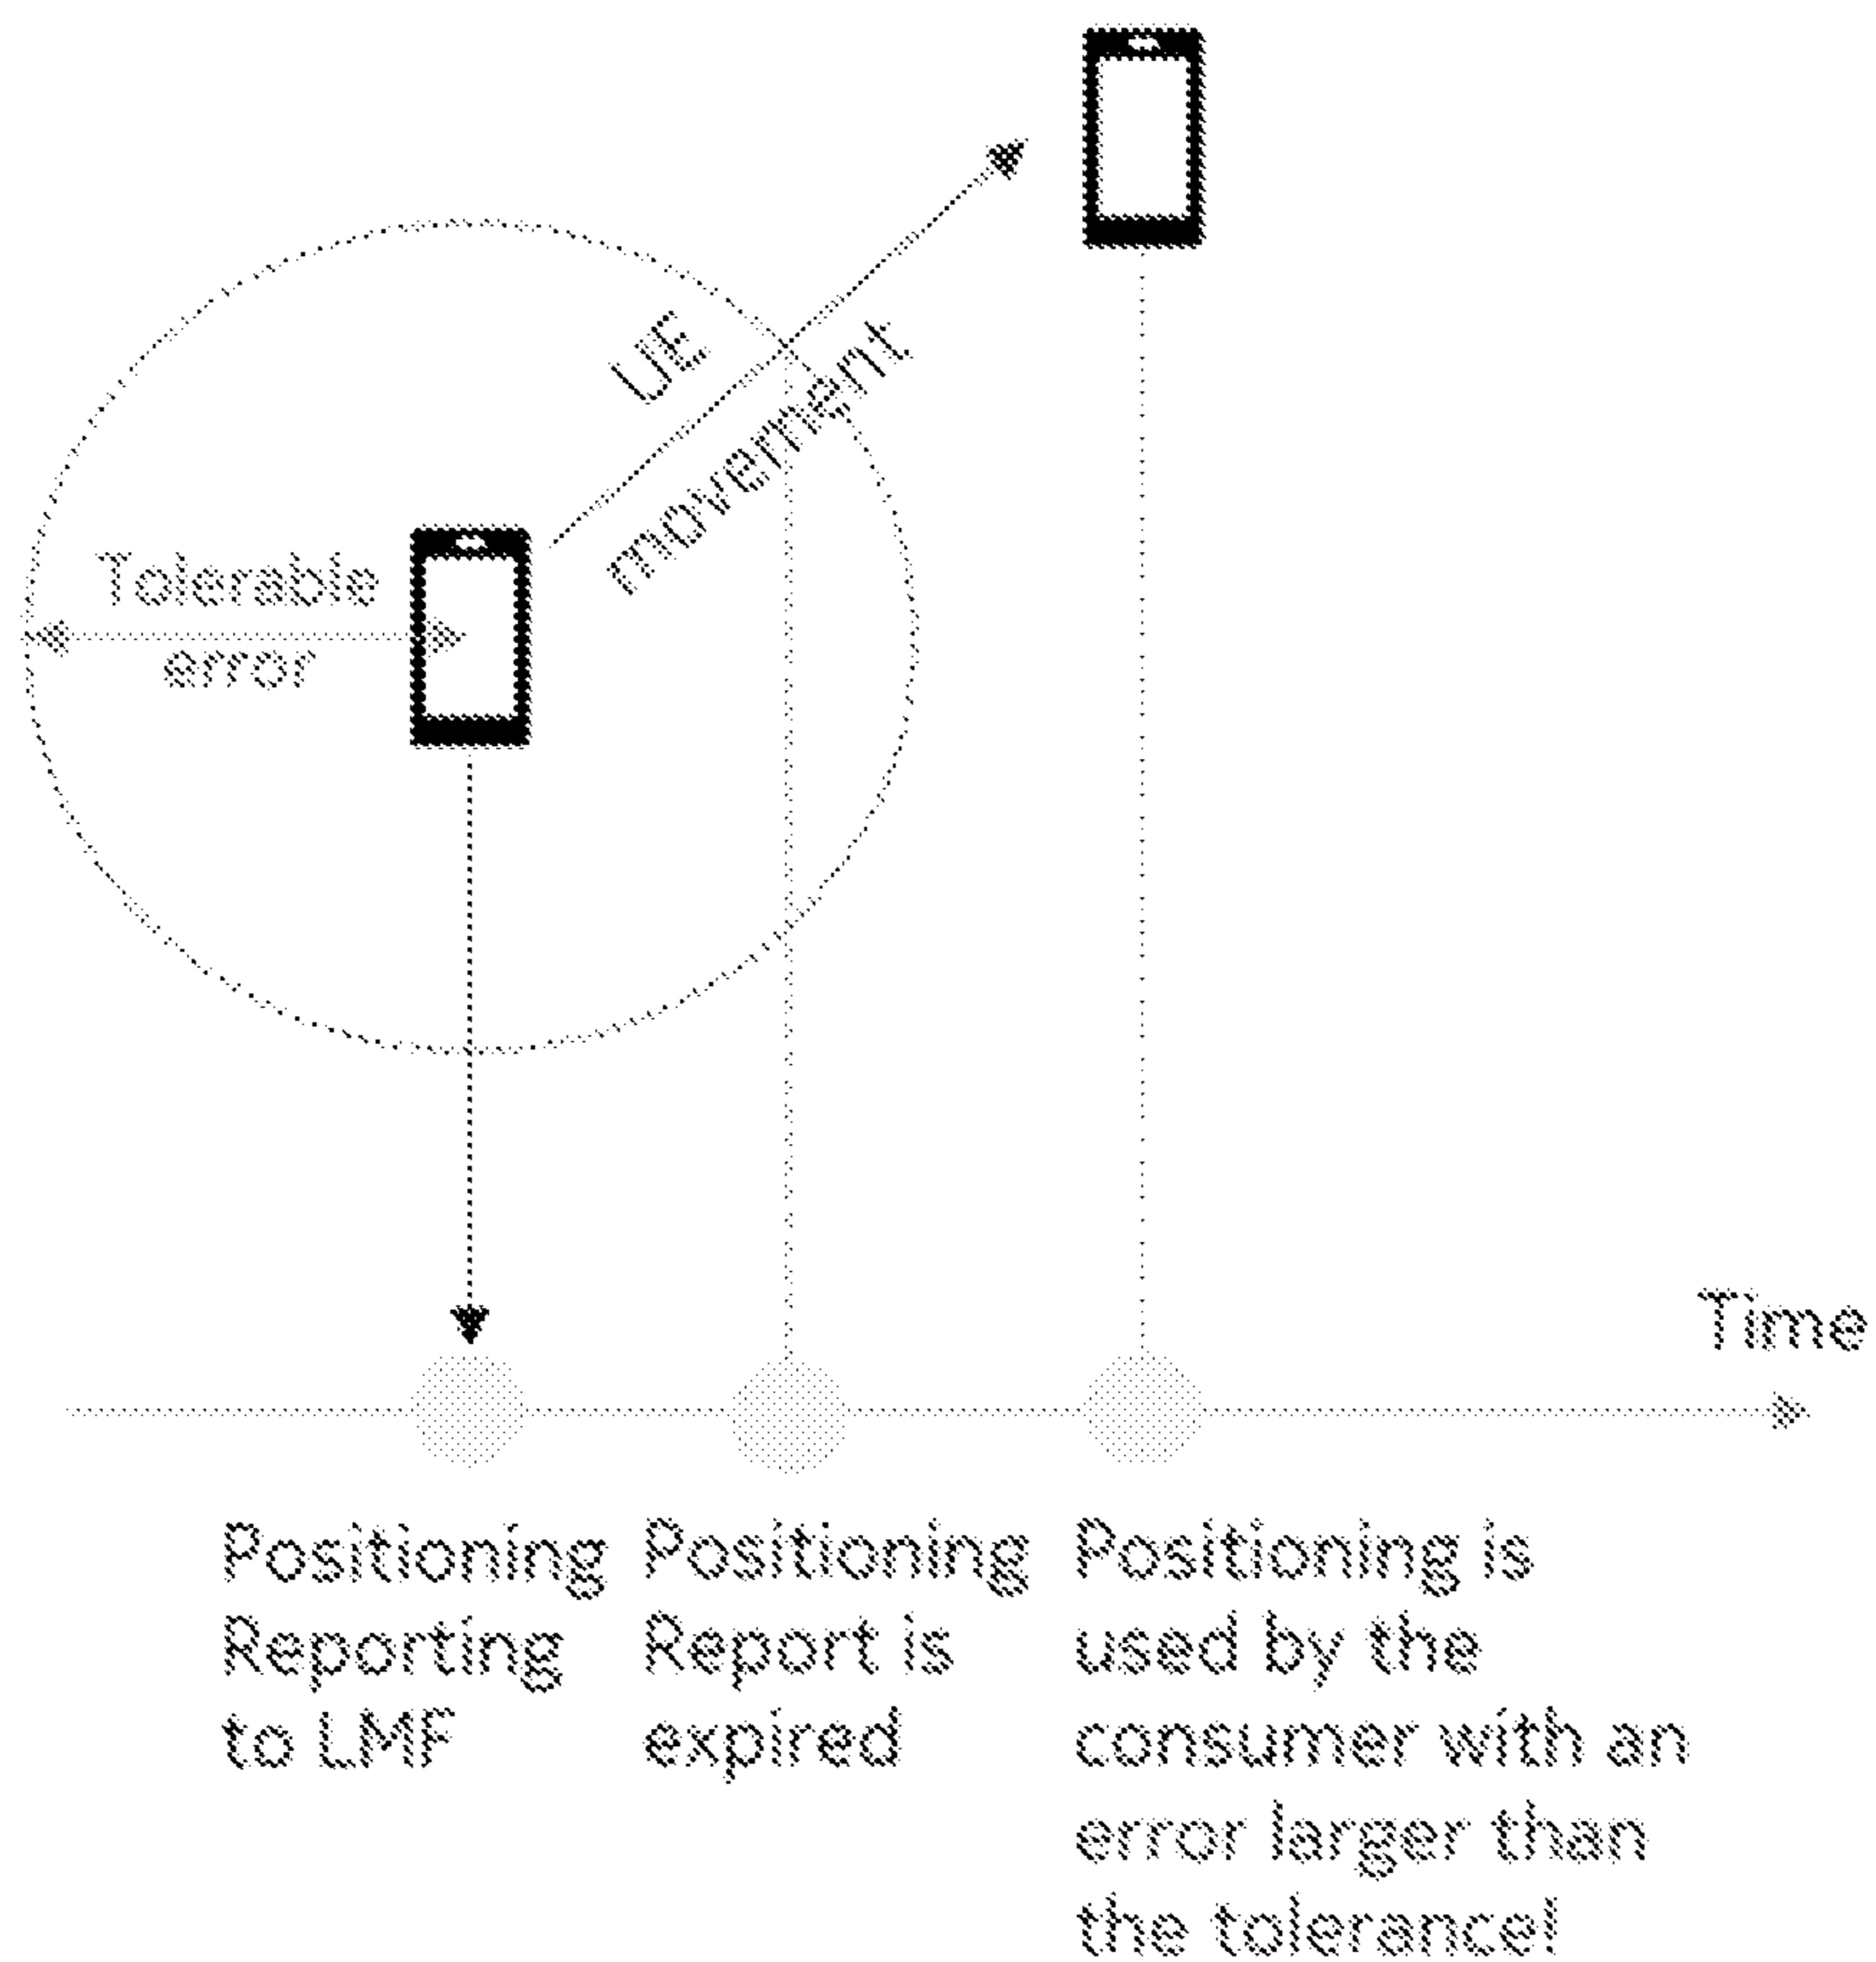 UE
movement
Tolerable
error
Time
Positioning
Reporting
to LMF
Positioning
Report is
expired
Positioning is
used by the
consumer with an
error larger than
the tolerance!